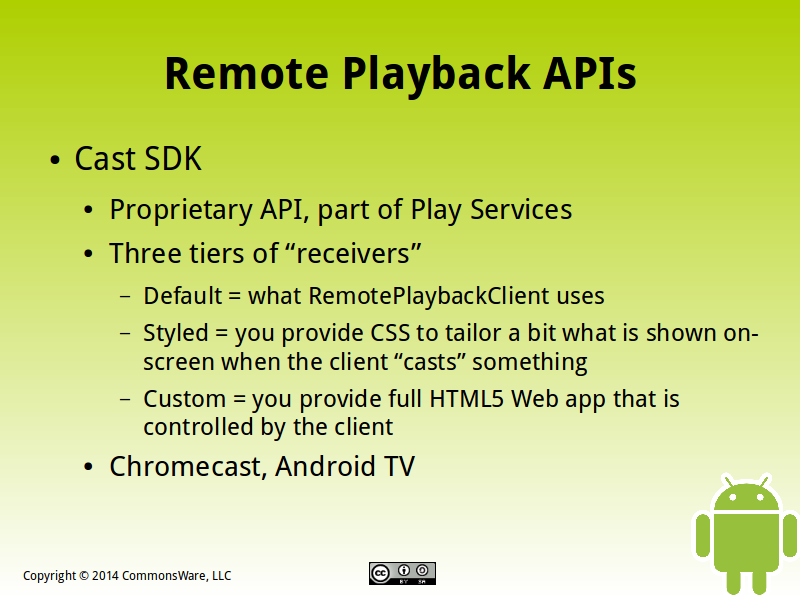 Remote Playback APIs
• Cast SDK
• Proprietary API, part of Play Services
• Three tiers of “receivers”
– Default = what RemotePlaybackClient uses
– Styled = you provide CSS to tailor a bit what is shown on-
screen when the client “casts” something
– Custom = you provide full HTML5 Web app that is
controlled by the client
• Chromecast, Android TV
Copyright © 2014 CommonsWare, LLC
cc BY SA